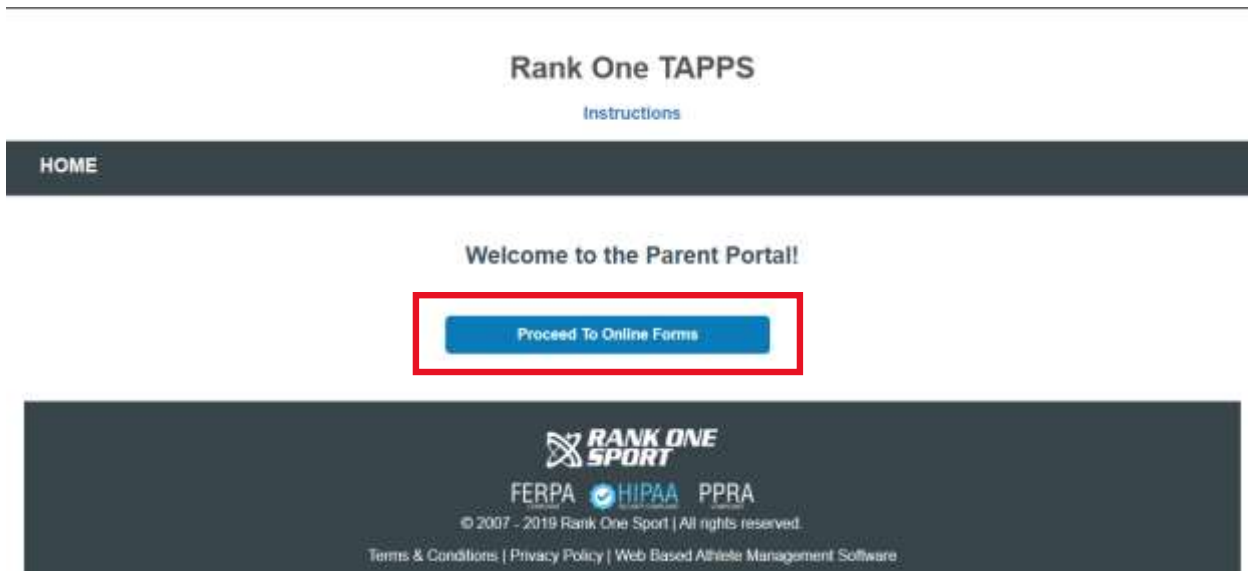 Rank One TAPPS
Instructions
HOME
Welcome to the Parent Portal!
Proceed To Online Forms
RANK ONE
SPORT
FERPA HIPAA PPRA
© 2007 - 2019 Rank One Sport | All rights reserved.
Terms & Conditions | Privacy Policy | Web Based Athlete Management Software